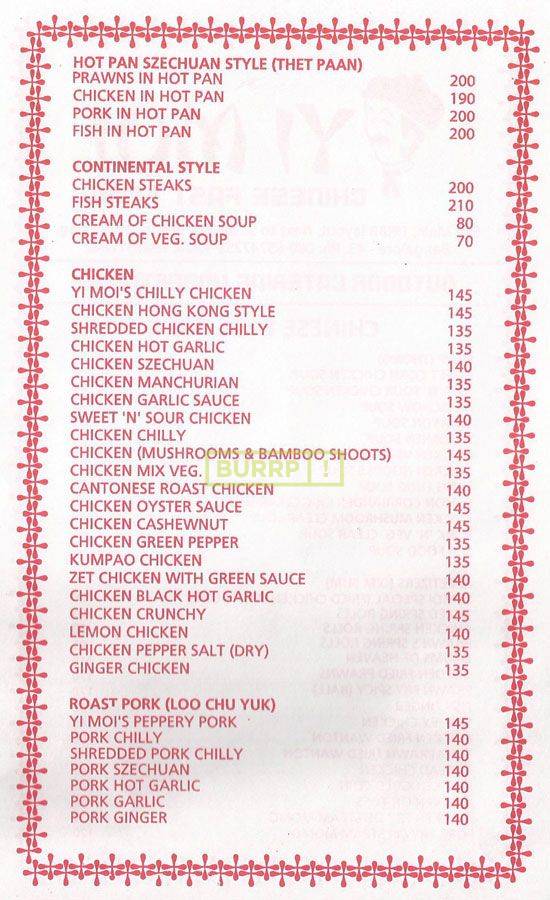 HOT PAN SZECHUAN STYLE (THET PAAN)
PRAWNS IN HOT PAN 200
CHICKEN IN HOT PAN 190
PORK IN HOT PAN 200
FISH IN HOT PAN 200
CONTINENTAL STYLE
CHICKEN STEAKS 200
FISH STEAKS 210
CREAM OF CHICKEN SOUP 80
CREAM OF VEG. SOUP 70
CHICKEN
YI MOI'S CHILLY CHICKEN 145
CHICKEN HONG KONG STYLE 145
SHREDDED CHICKEN CHILLY 135
CHICKEN HOT GARLIC 135
CHICKEN SZECHUAN 140
CHICKEN MANCHURIAN 135
CHICKEN GARLIC SAUCE 135
SWEET 'N' SOUR CHICKEN 140
CHICKEN CHILLY 135
CHICKEN (MUSHROOMS & BAMBOO SHOOTS) 145
CHICKEN MIX VEG. 135
BURRP !
CANTONESE ROAST CHICKEN 140
CHICKEN OYSTER SAUCE 145
CHICKEN CASHEWNUT 145
CHICKEN GREEN PEPPER 135
KUMPAO CHICKEN 135
ZET CHICKEN WITH GREEN SAUCE 140
CHICKEN BLACK HOT GARLIC 140
CHICKEN CRUNCHY 145
LEMON CHICKEN 140
CHICKEN PEPPER SALT (DRY) 135
GINGER CHICKEN 135
ROAST PORK (LOO CHU YUK)
YI MOI'S PEPPERY PORK 145
PORK CHILLY 140
SHREDDED PORK CHILLY 140
PORK SZECHUAN 140
PORK HOT GARLIC 140
PORK GARLIC 140
PORK GINGER 140